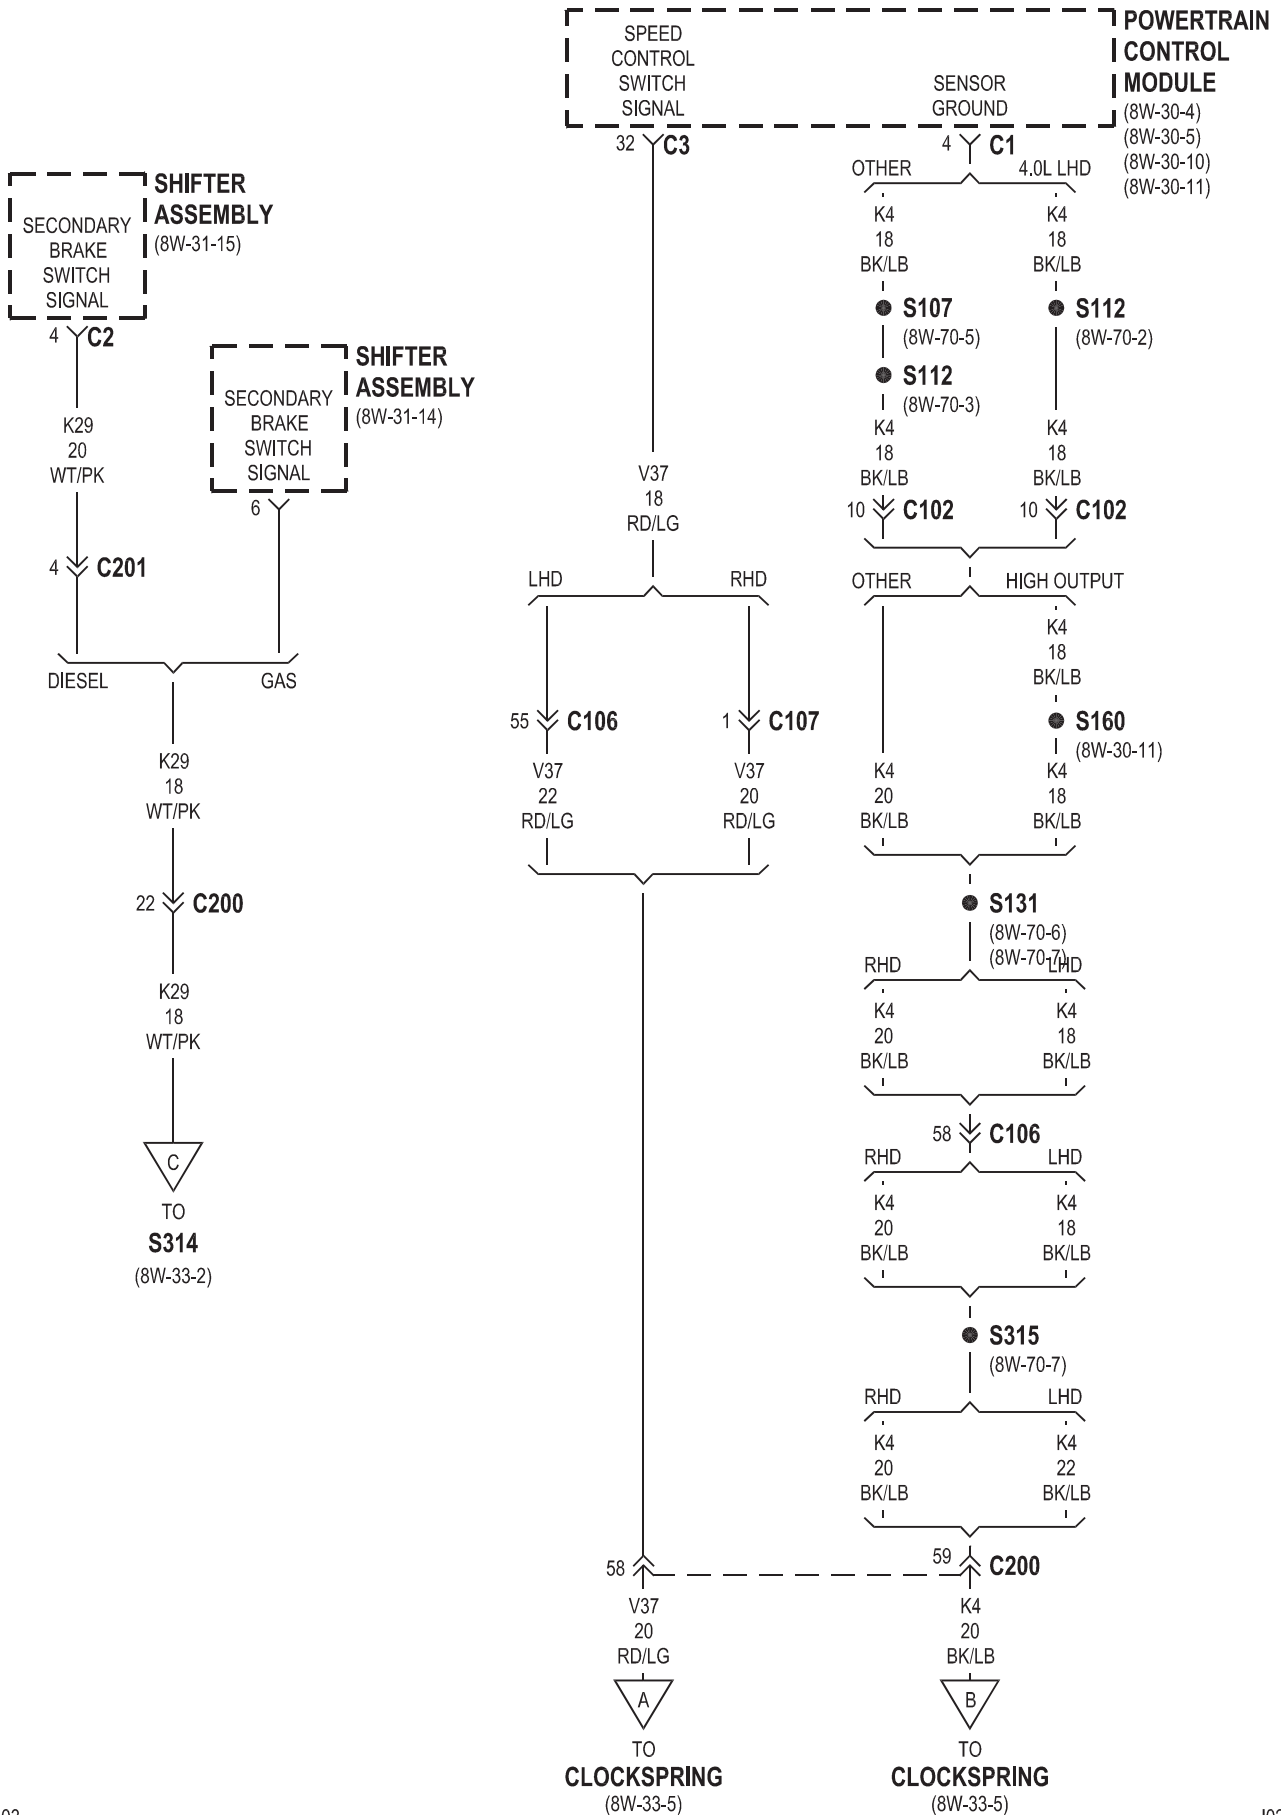 SPEED
CONTROL
SWITCH
SIGNAL
SENSOR
GROUND
POWERTRAIN
CONTROL
MODULE
(8W-30-4)
(8W-30-5)
(8W-30-10)
(8W-30-11)
32 C3
4 C1
SECONDARY
BRAKE
SWITCH
SIGNAL
SHIFTER
ASSEMBLY
(8W-31-15)
4 C2
K29
20
WT/PK
4 C201
SECONDARY
BRAKE
SWITCH
SIGNAL
SHIFTER
ASSEMBLY
(8W-31-14)
6
DIESEL GAS
K29
18
WT/PK
22 C200
K29
18
WT/PK
C
TO
S314
(8W-33-2)
V37
18
RD/LG
LHD RHD
55 C106
1 C107
V37
22
RD/LG
V37
20
RD/LG
58
V37
20
RD/LG
A
TO
CLOCKSPRING
(8W-33-5)
OTHER 4.0L LHD
K4
18
BK/LB
K4
18
BK/LB
S107
(8W-70-5)
S112
(8W-70-2)
S112
(8W-70-3)
K4
18
BK/LB
K4
18
BK/LB
10 C102
10 C102
OTHER HIGH OUTPUT
K4
18
BK/LB
S160
(8W-30-11)
K4
20
BK/LB
K4
18
BK/LB
S131
(8W-70-6)
(8W-70-7)
RHD LHD
K4
20
BK/LB
K4
18
BK/LB
58 C106
RHD LHD
K4
20
BK/LB
K4
18
BK/LB
S315
(8W-70-7)
RHD LHD
K4
20
BK/LB
K4
22
BK/LB
59 C200
K4
20
BK/LB
B
TO
CLOCKSPRING
(8W-33-5)